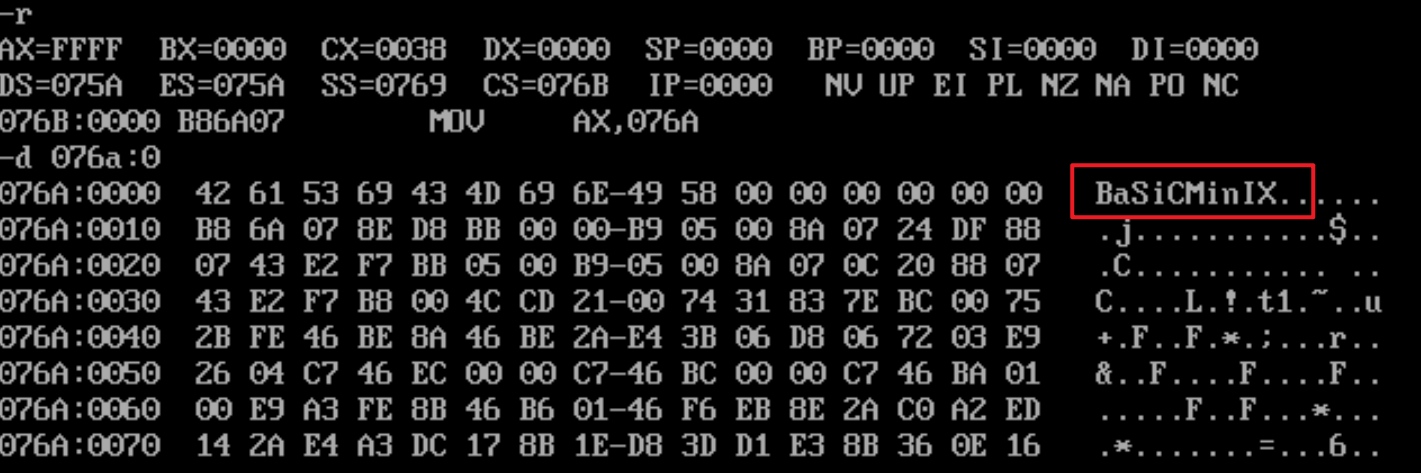 -r
AX=FFFF  BX=0000  CX=0038  DX=0000  SP=0000  BP=0000  SI=0000  DI=0000
DS=075A  ES=075A  SS=0769  CS=076B  IP=0000   NV UP EI PL NZ NA PO NC
076B:0000 B86A07        MOV     AX,076A
-d 076a:0
076A:0000  42 61 53 69 43 4D 69 6E-49 58 00 00 00 00 00 00   BaSiCMinIX......
076A:0010  B8 6A 07 8E D8 BB 00 00-B9 05 00 8A 07 24 DF 88   .j...........$..
076A:0020  07 43 E2 F7 BB 05 00 B9-05 00 8A 07 0C 20 88 07   .C........... ..
076A:0030  43 E2 F7 B8 00 4C CD 21-00 74 31 83 7E BC 00 75   C....L.!.t1.~..u
076A:0040  2B FE 46 BE 8A 46 BE 2A-E4 3B 06 D8 06 72 03 E9   +.F..F.*.;...r..
076A:0050  26 04 C7 46 EC 00 00 C7-46 BC 00 00 C7 46 BA 01   &..F....F....F..
076A:0060  00 E9 A3 FE 8B 46 B6 01-46 F6 EB 8E 2A C0 A2 ED   .....F..F...*...
076A:0070  14 2A E4 A3 DC 17 8B 1E-D8 3D D1 E3 8B 36 0E 16   .*.......=...6..